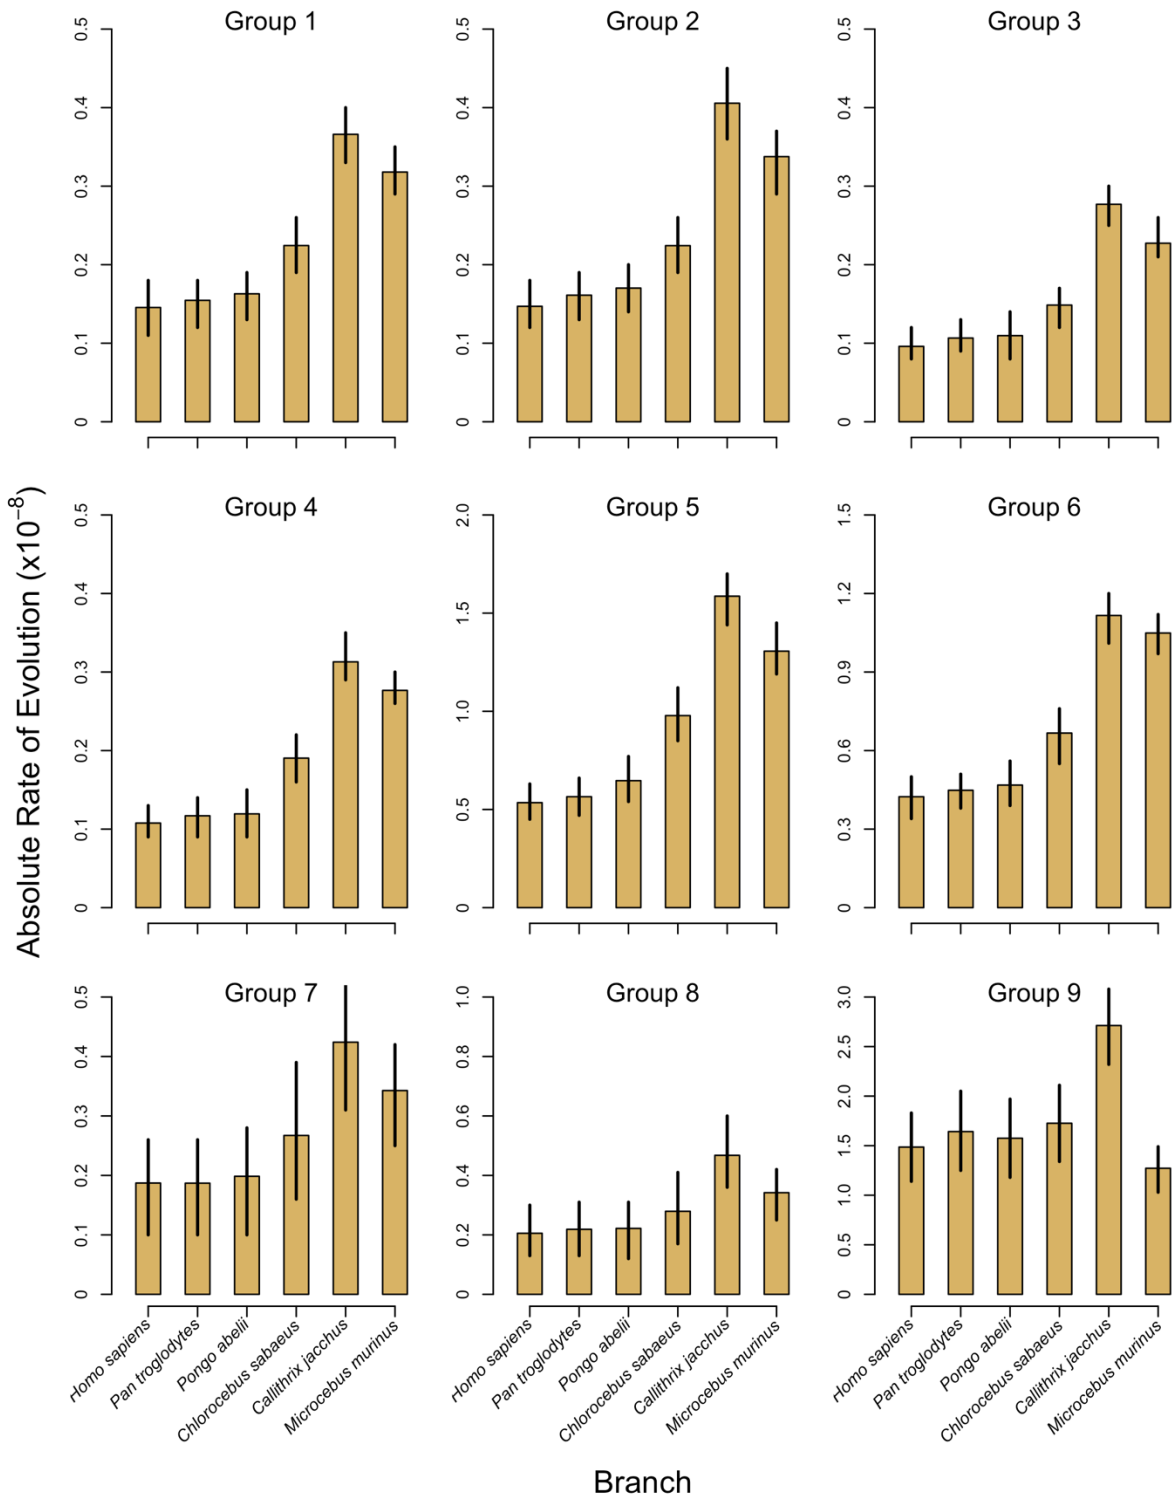 Group 1
0.5
0.4
0.3
0.2
0.1
0
Group 2
0.5
0.4
0.3
0.2
0.1
0
Group 3
0.5
0.4
0.3
0.2
0.1
0
Absolute Rate of Evolution (x10⁻⁸)
Group 4
0.5
0.4
0.3
0.2
0.1
0
Group 5
2.0
1.5
1.0
0.5
0
Group 6
1.5
1.2
0.9
0.6
0.3
0
Group 7
0.5
0.4
0.3
0.2
0.1
0
Homo sapiens
Pan troglodytes
Pongo abelii
Chlorocebus sabaeus
Callithrix jacchus
Microcebus murinus
Group 8
1.0
0.8
0.6
0.4
0.2
0
Homo sapiens
Pan troglodytes
Pongo abelii
Chlorocebus sabaeus
Callithrix jacchus
Microcebus murinus
Group 9
3.0
2.5
2.0
1.5
1.0
0.5
0
Homo sapiens
Pan troglodytes
Pongo abelii
Chlorocebus sabaeus
Callithrix jacchus
Microcebus murinus
Branch